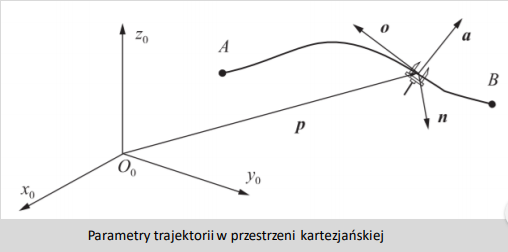 z₀
A
o
a
B
n
p
O₀
y₀
x₀
Parametry trajektorii w przestrzeni kartezjańskiej